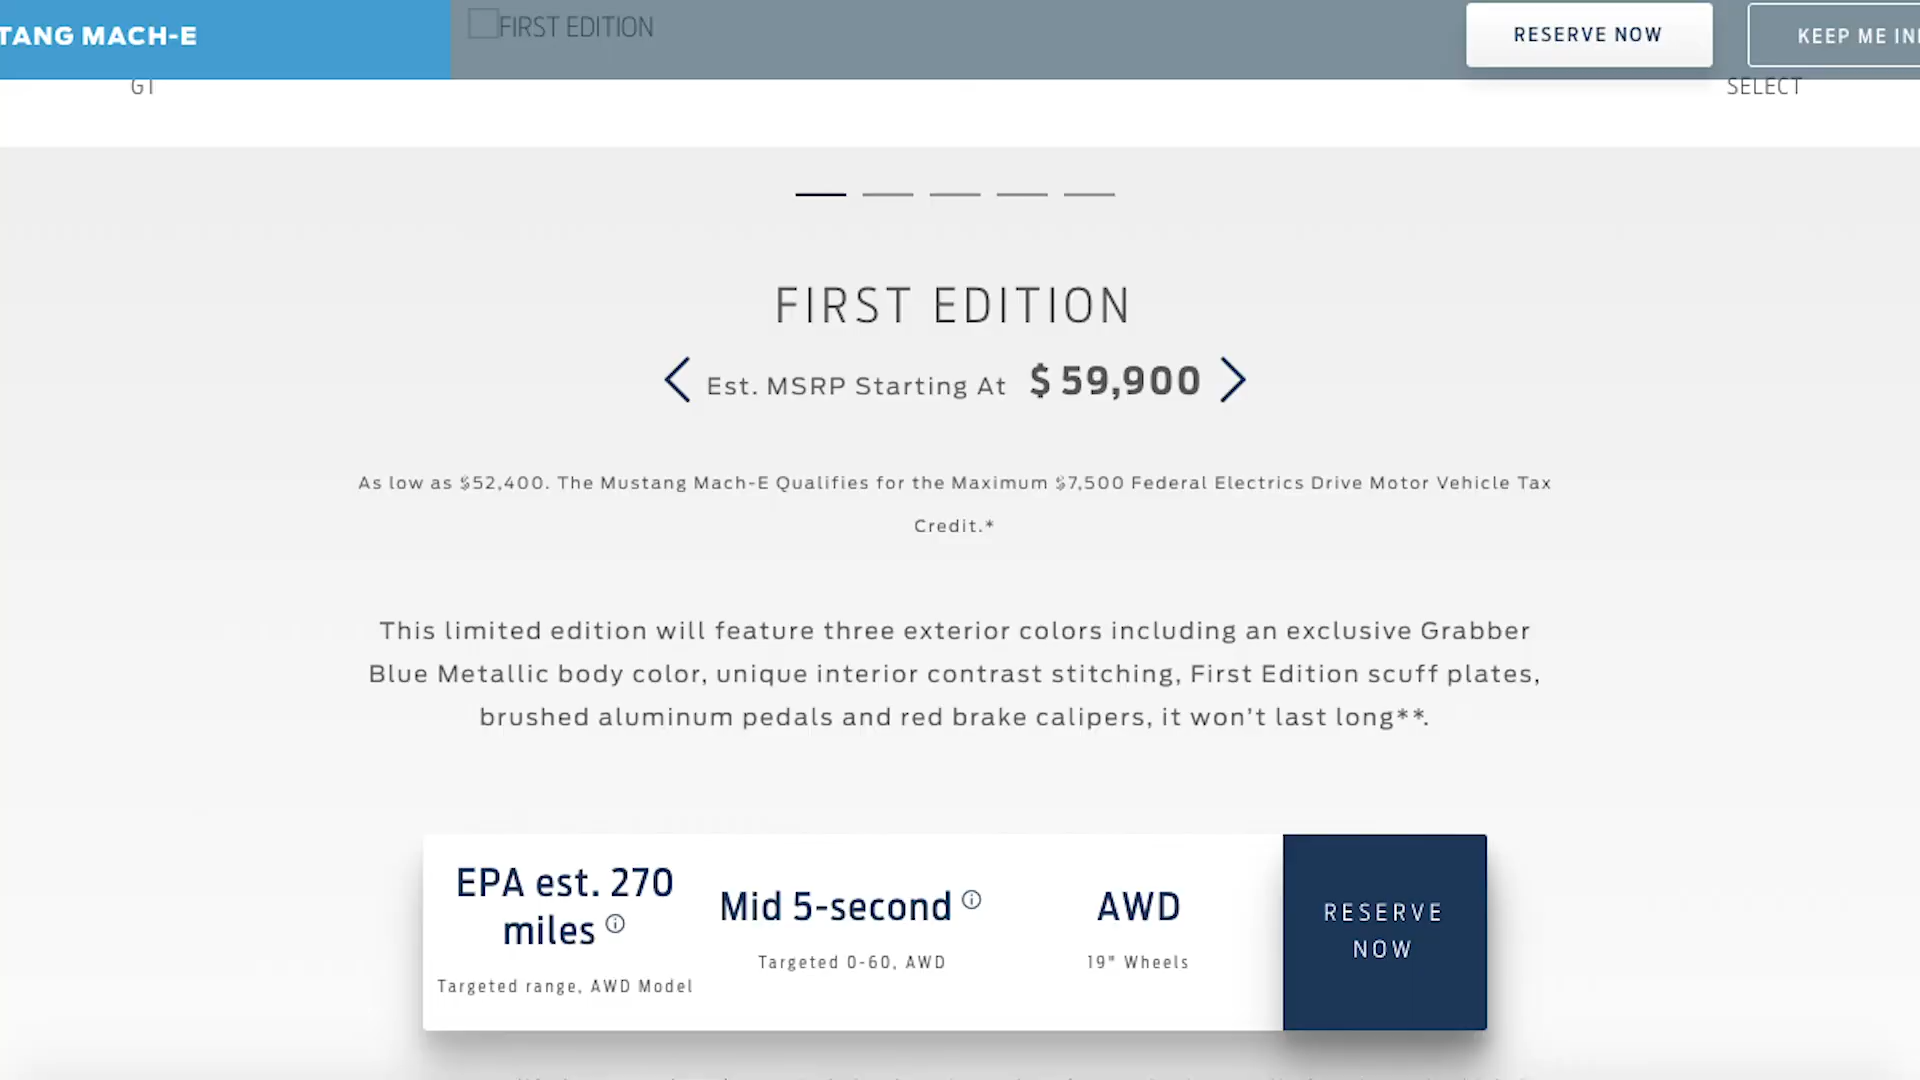 TANG MACH-E
FIRST EDITION
RESERVE NOW
KEEP ME IN
GT
SELECT
FIRST EDITION
Est. MSRP Starting At $ 59,900
As low as $52,400. The Mustang Mach-E Qualifies for the Maximum $7,500 Federal Electrics Drive Motor Vehicle Tax
Credit.*
This limited edition will feature three exterior colors including an exclusive Grabber
Blue Metallic body color, unique interior contrast stitching, First Edition scuff plates,
brushed aluminum pedals and red brake calipers, it won't last long**.
EPA est. 270
miles
Targeted range, AWD Model
Mid 5-second
Targeted 0-60, AWD
AWD
19" Wheels
RESERVE
NOW